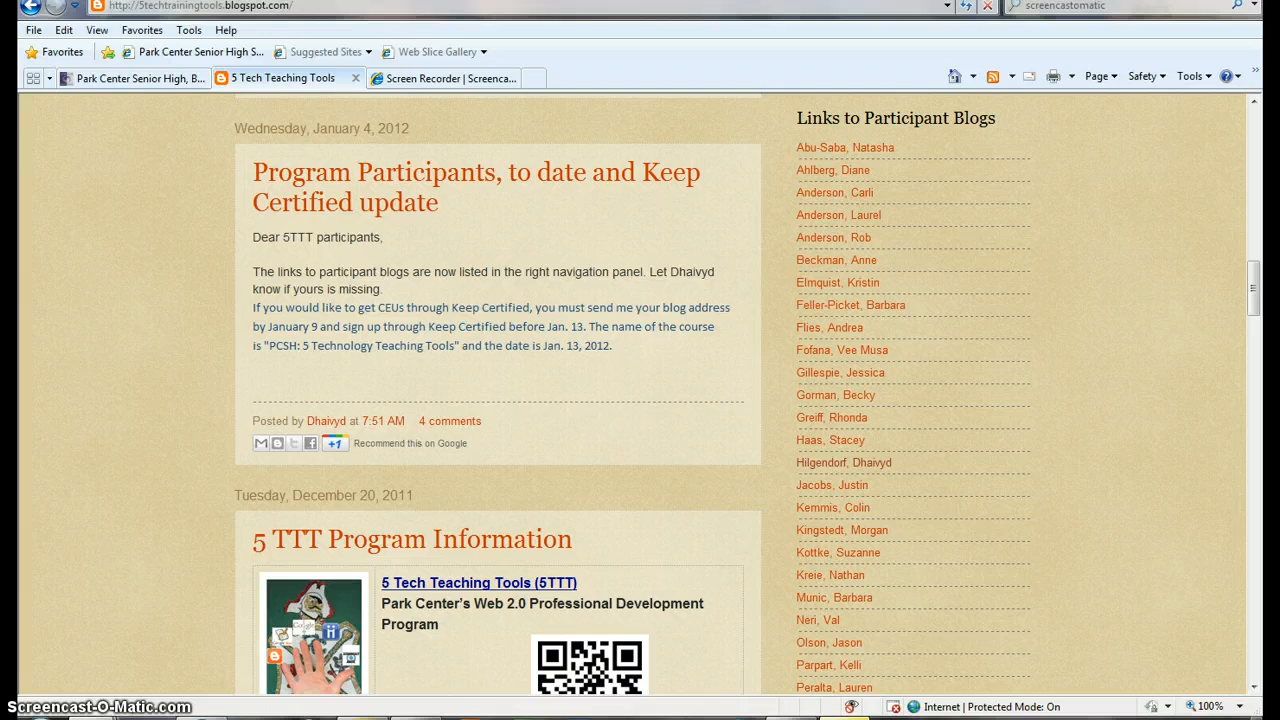 http://5techtrainingtools.blogspot.com/
screencastomatic
File Edit View Favorites Tools Help
Favorites Park Center Senior High S... Suggested Sites Web Slice Gallery
Park Center Senior High, B... 5 Tech Teaching Tools Screen Recorder | Screenca...
Page Safety Tools
Wednesday, January 4, 2012
Program Participants, to date and Keep
Certified update
Dear 5TTT participants,
The links to participant blogs are now listed in the right navigation panel. Let Dhaivyd
know if yours is missing.
If you would like to get CEUs through Keep Certified, you must send me your blog address
by January 9 and sign up through Keep Certified before Jan. 13. The name of the course
is "PCSH: 5 Technology Teaching Tools" and the date is Jan. 13, 2012.
Posted by Dhaivyd at 7:51 AM 4 comments
+1 Recommend this on Google
Tuesday, December 20, 2011
5 TTT Program Information
5 Tech Teaching Tools (5TTT)
Park Center's Web 2.0 Professional Development
Program
Links to Participant Blogs
Abu-Saba, Natasha
Ahlberg, Diane
Anderson, Carli
Anderson, Laurel
Anderson, Rob
Beckman, Anne
Elmquist, Kristin
Feller-Picket, Barbara
Flies, Andrea
Fofana, Vee Musa
Gillespie, Jessica
Gorman, Becky
Greiff, Rhonda
Haas, Stacey
Hilgendorf, Dhaivyd
Jacobs, Justin
Kemmis, Colin
Kingstedt, Morgan
Kottke, Suzanne
Kreie, Nathan
Munic, Barbara
Neri, Val
Olson, Jason
Parpart, Kelli
Peralta, Lauren
Screencast-O-Matic.com
Internet | Protected Mode: On
100%